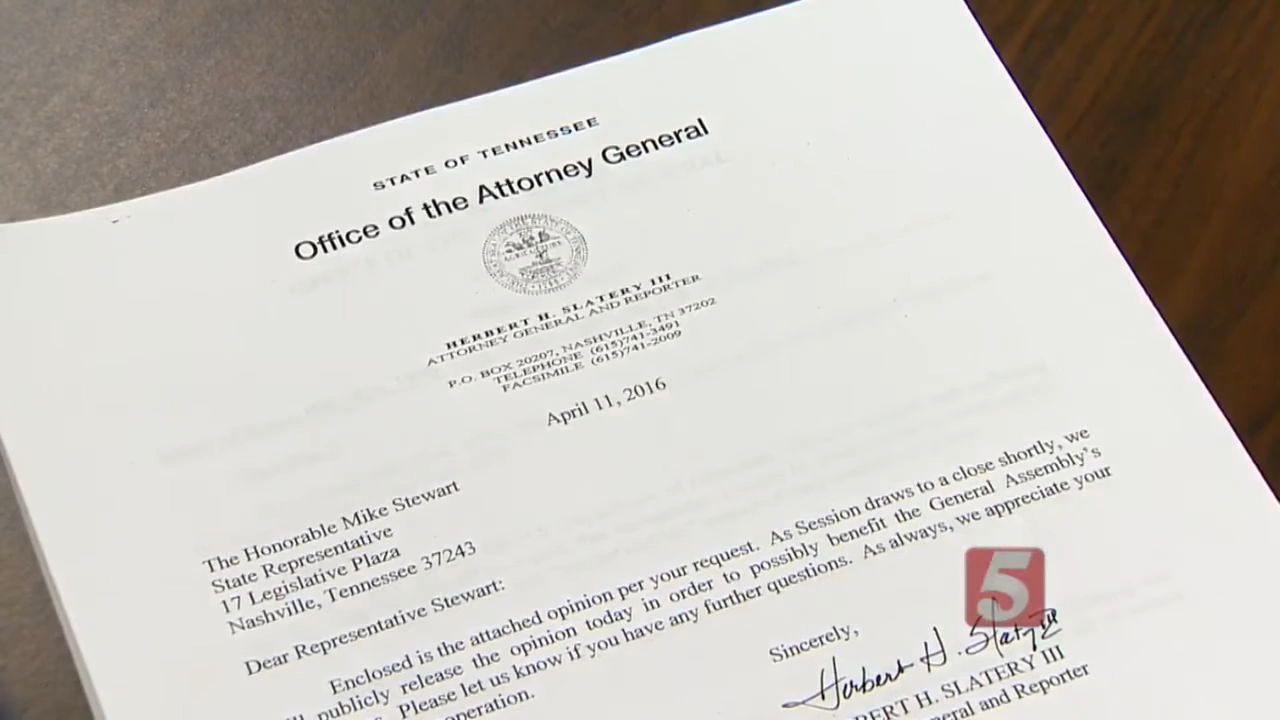 STATE OF TENNESSEE
Office of the Attorney General
AGRICULTURE
HERBERT H. SLATERY III
ATTORNEY GENERAL AND REPORTER
P.O. BOX 20207, NASHVILLE, TN 37202
TELEPHONE (615)741-3491
FACSIMILE (615)741-2009
April 11, 2016
The Honorable Mike Stewart
State Representative
17 Legislative Plaza
Nashville, Tennessee 37243
Dear Representative Stewart:
Enclosed is the attached opinion per your request. As Session draws to a close shortly, we
publicly release the opinion today in order to possibly benefit the General Assembly's
Please let us know if you have any further questions. As always, we appreciate your
Sincerely,
Herbert H. Slatery III
H. SLATERY III
and Reporter
5